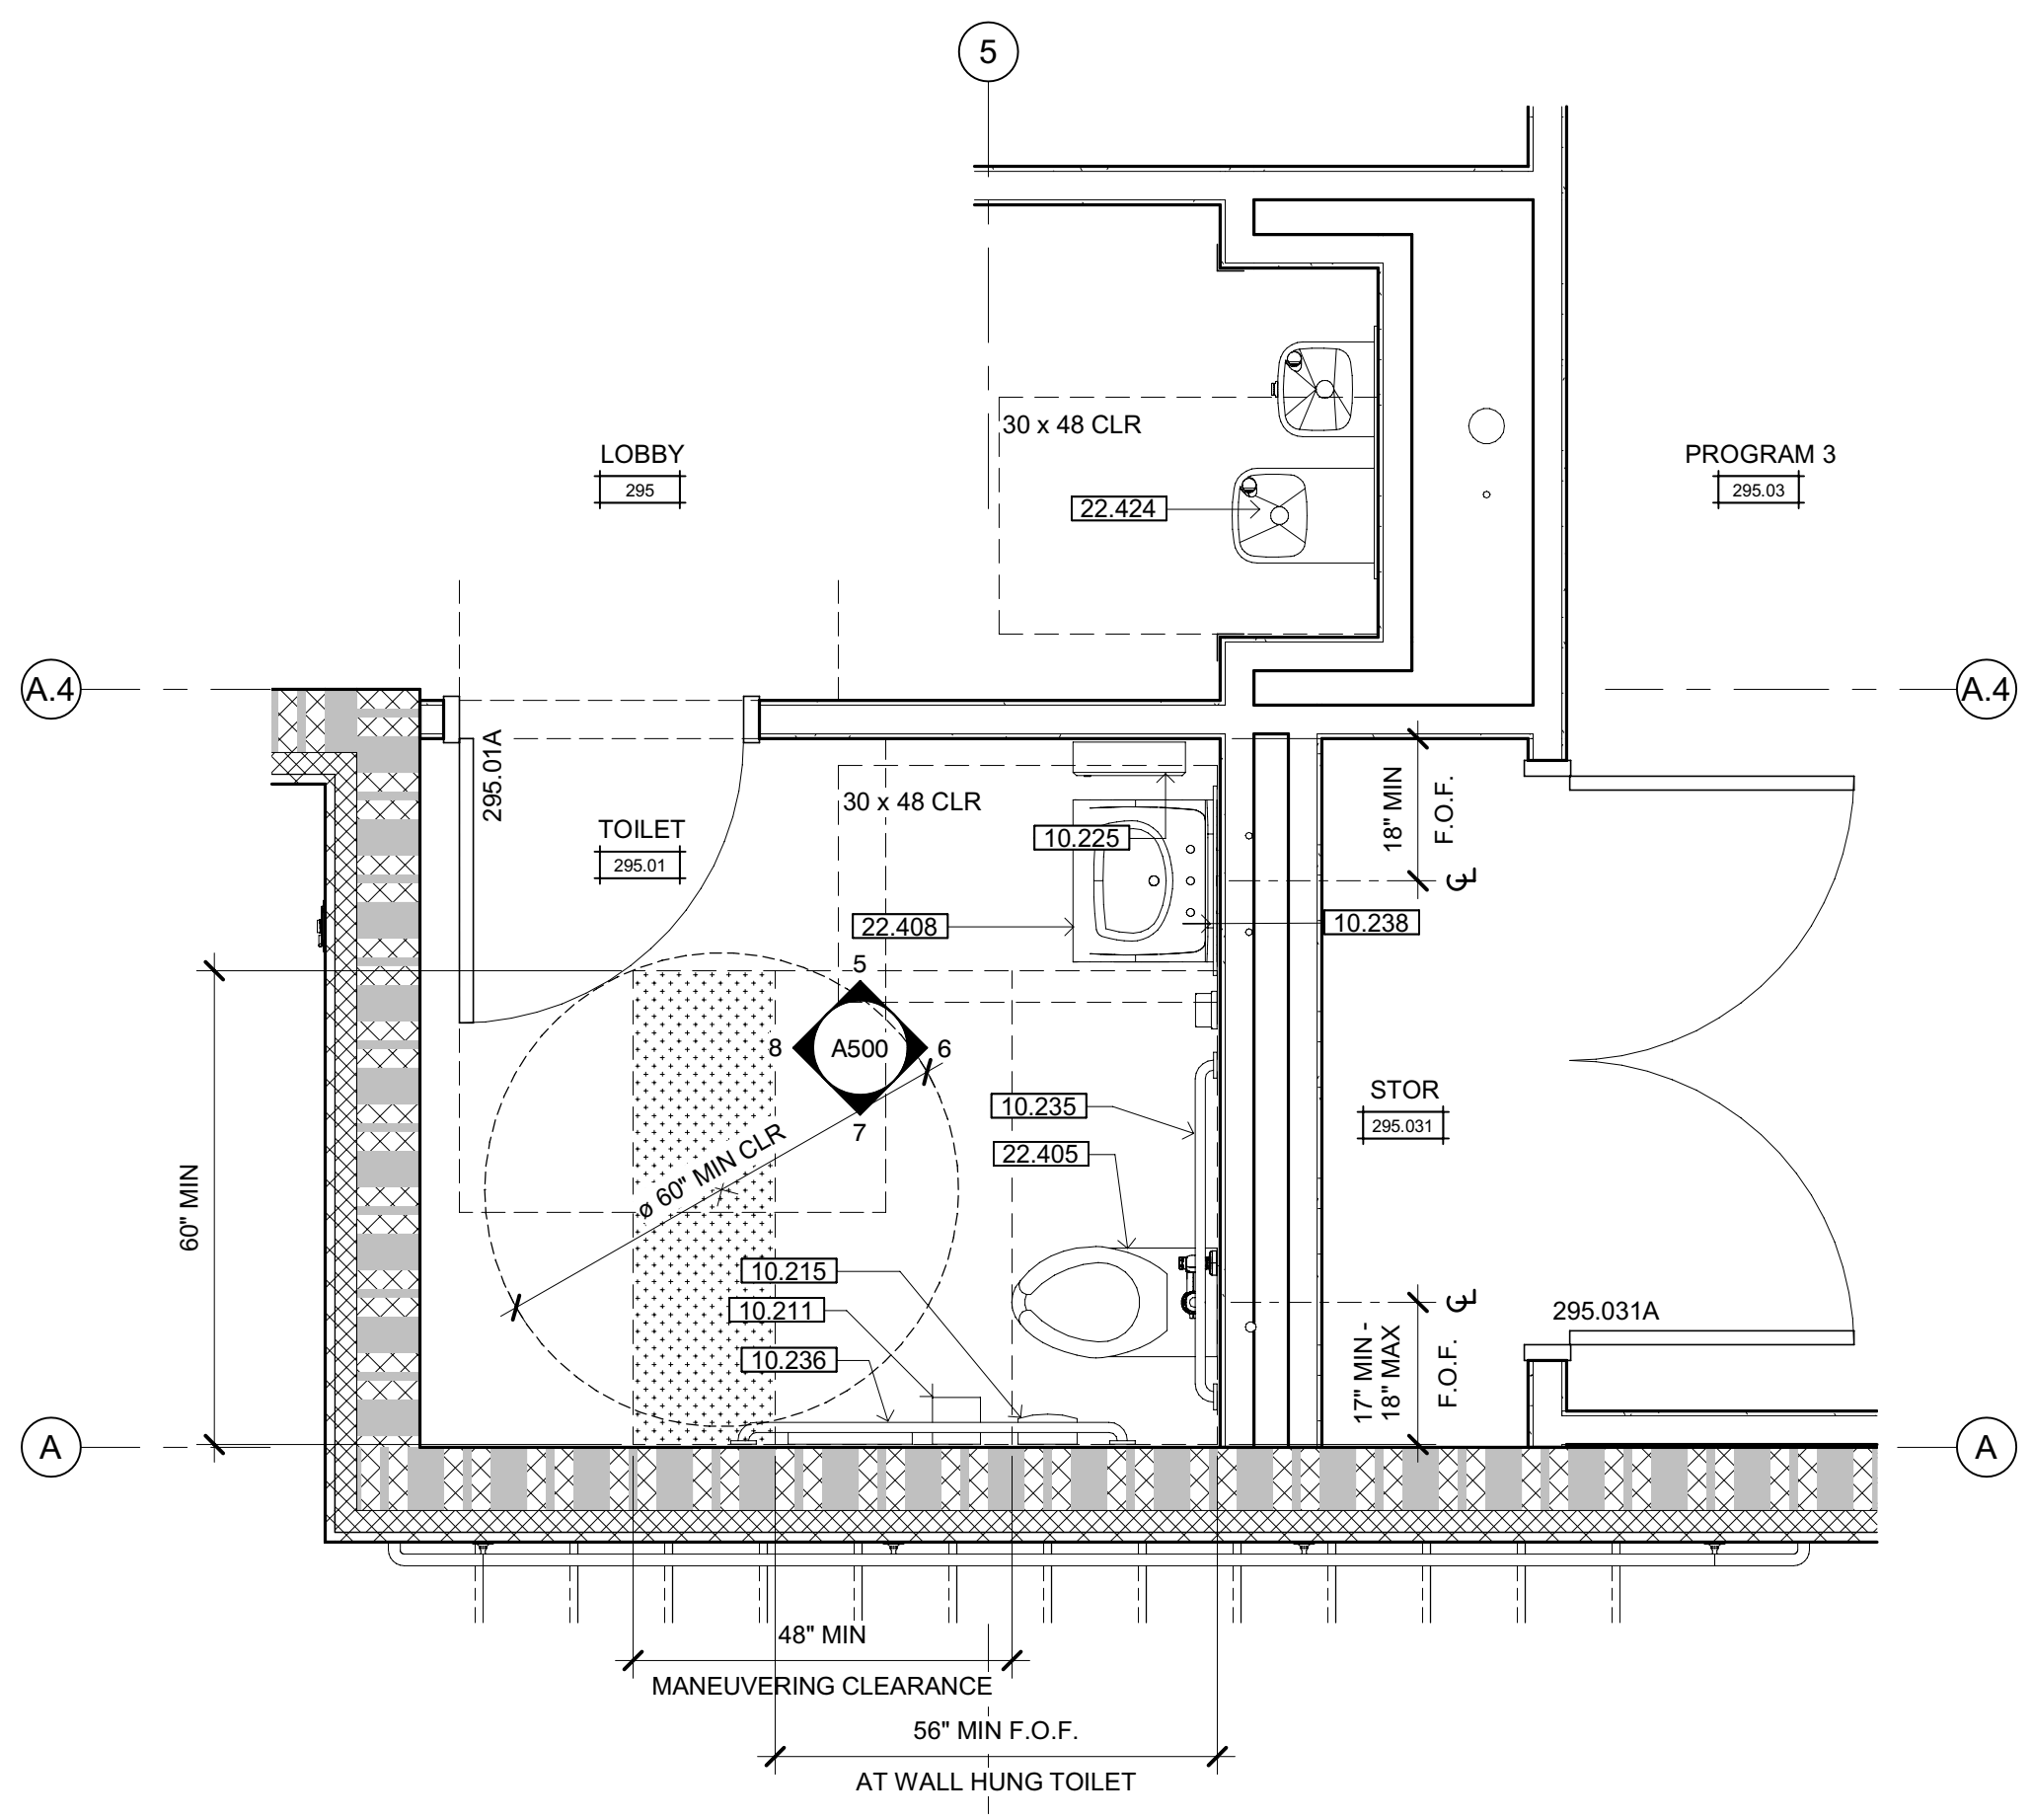 5
30 x 48 CLR
LOBBY
295
PROGRAM 3
295.03
22.424
A.4
A.4
295.01A
18" MIN
F.O.F.
30 x 48 CLR
TOILET
295.01
10.225
℄
22.408
10.238
5
8
A500
6
7
10.235
STOR
295.031
22.405
ø 60" MIN CLR
60" MIN
10.215
10.211
10.236
℄
295.031A
17" MIN -
18" MAX
F.O.F.
A
A
48" MIN
MANEUVERING CLEARANCE
56" MIN F.O.F.
AT WALL HUNG TOILET